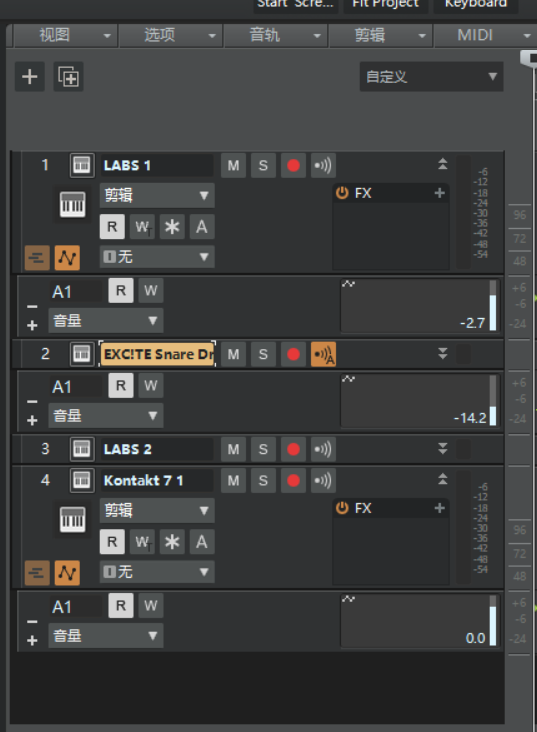 Start Scre... Fit Project Keyboard
视图 选项 音轨 剪辑 MIDI
自定义
1 LABS 1 M S
剪辑 FX
R W * A
无
-6
-12
-18
-24
-30
-36
-42
-48
-54
96
72
48
A1 R W
音量 -2.7
+6
-6
-24
2 EXC!TE Snare Dr M S A
A1 R W
音量 -14.2
+6
-6
-24
3 LABS 2 M S
4 Kontakt 7 1 M S
剪辑 FX
R W * A
无
-6
-12
-18
-24
-30
-36
-42
-48
-54
96
72
48
A1 R W
音量 0.0
+6
-6
-24